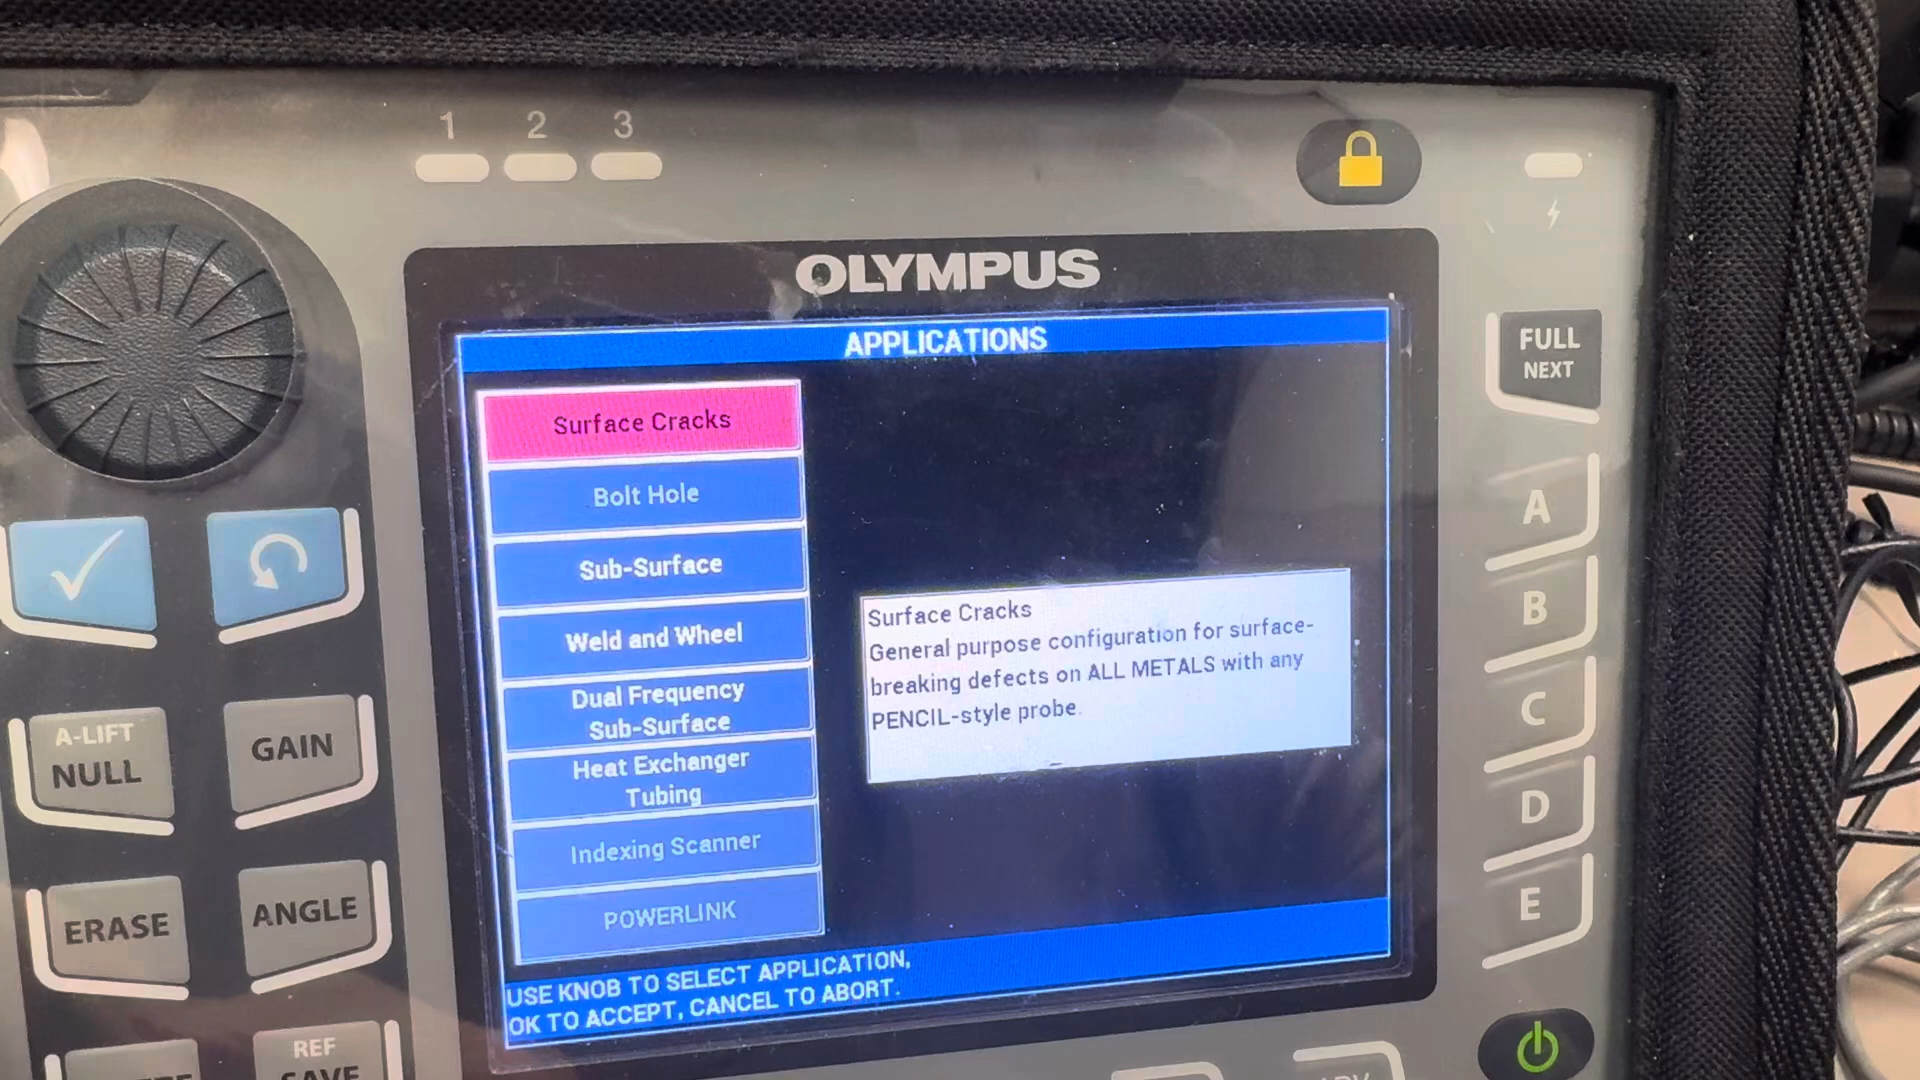 1 2 3
OLYMPUS
APPLICATIONS
Surface Cracks
Bolt Hole
Sub-Surface
Weld and Wheel
Dual Frequency
Sub-Surface
Heat Exchanger
Tubing
Indexing Scanner
POWERLINK
Surface Cracks
General purpose configuration for surface-
breaking defects on ALL METALS with any
PENCIL-style probe.
USE KNOB TO SELECT APPLICATION,
OK TO ACCEPT, CANCEL TO ABORT.
A-LIFT
NULL
GAIN
ERASE
ANGLE
REF
SAVE
FULL
NEXT
A
B
C
D
E